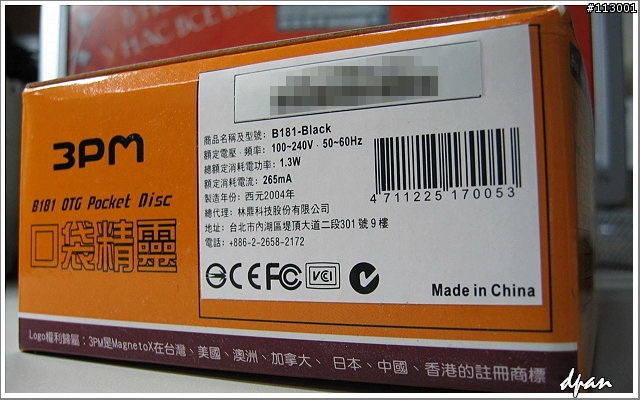 #113001
У НАС ВСЕ В
3PM
B181 OTG Pocket Disc
口袋精靈
商品名稱及型號: B181-Black
額定電壓．頻率: 100~240V．50~60Hz
總額定消耗電功率: 1.3W
額定消耗電流: 265mA
製造年份: 西元2004年
總代理: 林鼎科技股份有限公司
地址: 台北市內湖區堤頂大道二段301號9樓
電話: +886-2-2658-2172
4 711225 170053
CE FC VCCI
Made in China
Logo權利歸屬：3PM是MagnetoX在台灣、美國、澳洲、加拿大、日本、中國、香港的註冊商標
dpan